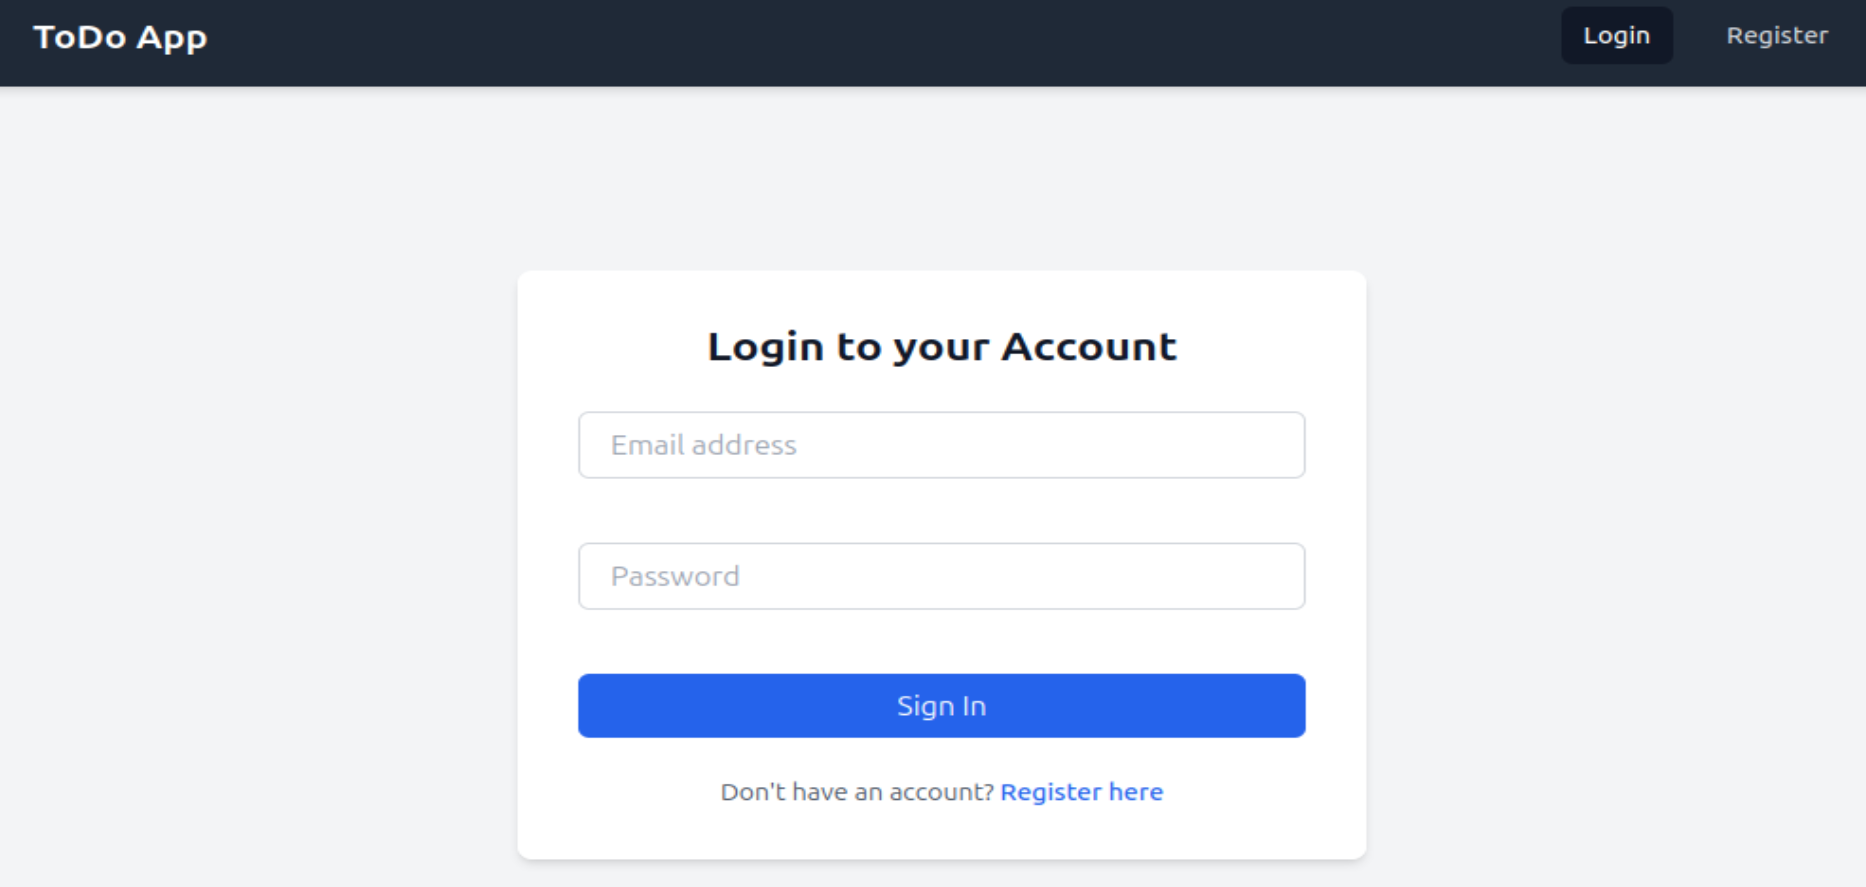 ToDo App
Login
Register
Login to your Account
Email address
Password
Sign In
Don't have an account? Register here